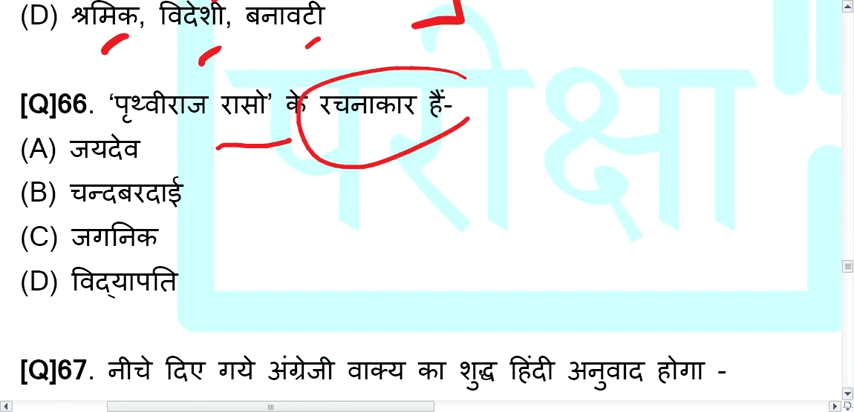 (D) श्रमिक, विदेशी, बनावटी
[Q]66. 'पृथ्वीराज रासो' के रचनाकार हैं-
(A) जयदेव
(B) चन्दबरदाई
(C) जगनिक
(D) विद्यापति
[Q]67. नीचे दिए गये अंग्रेजी वाक्य का शुद्ध हिंदी अनुवाद होगा -
परीक्षा